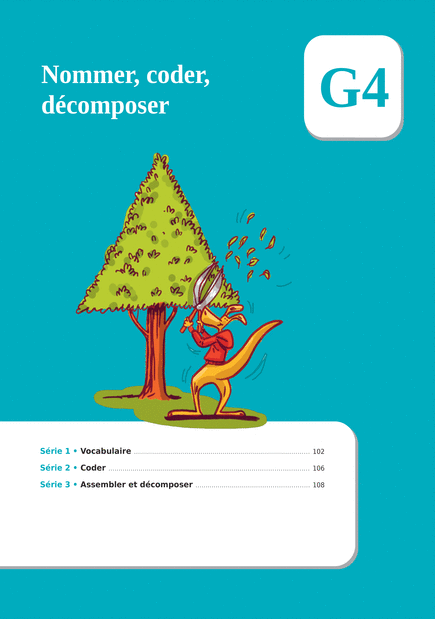 Nommer, coder,
décomposer
G4
Série 1 • Vocabulaire 102
Série 2 • Coder 106
Série 3 • Assembler et décomposer 108